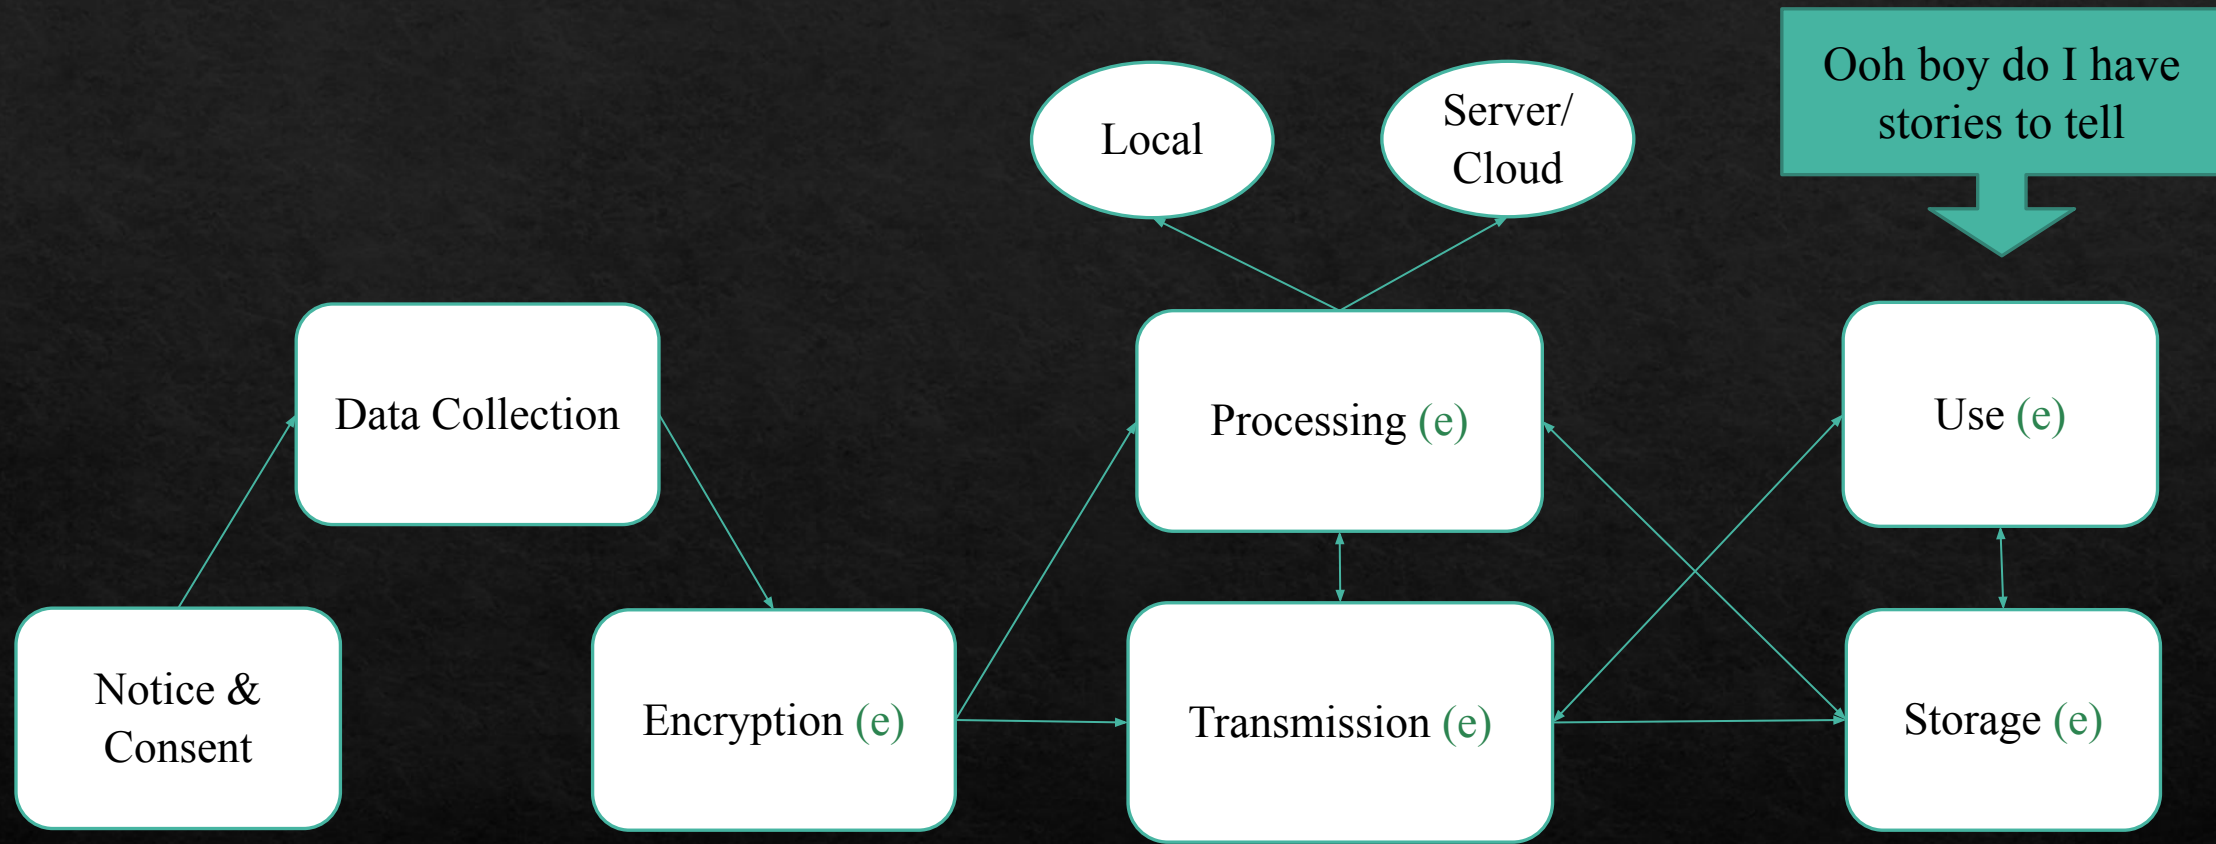 Ooh boy do I have
stories to tell
Local
Server/
Cloud
Data Collection
Processing (e)
Use (e)
Notice &
Consent
Encryption (e)
Transmission (e)
Storage (e)